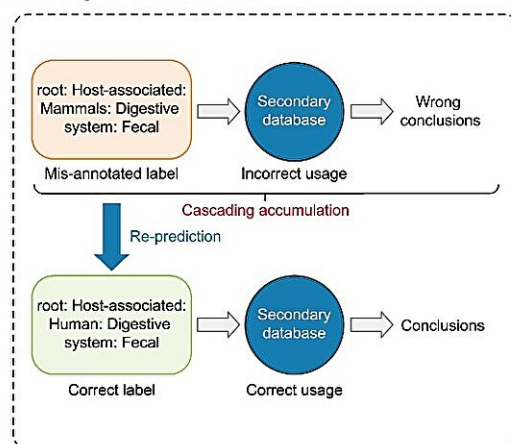 root: Host-associated:
Mammals: Digestive
system: Fecal
Secondary
database
Wrong
conclusions
Mis-annotated label
Incorrect usage
Cascading accumulation
Re-prediction
root: Host-associated:
Human: Digestive
system: Fecal
Secondary
database
Conclusions
Correct label
Correct usage